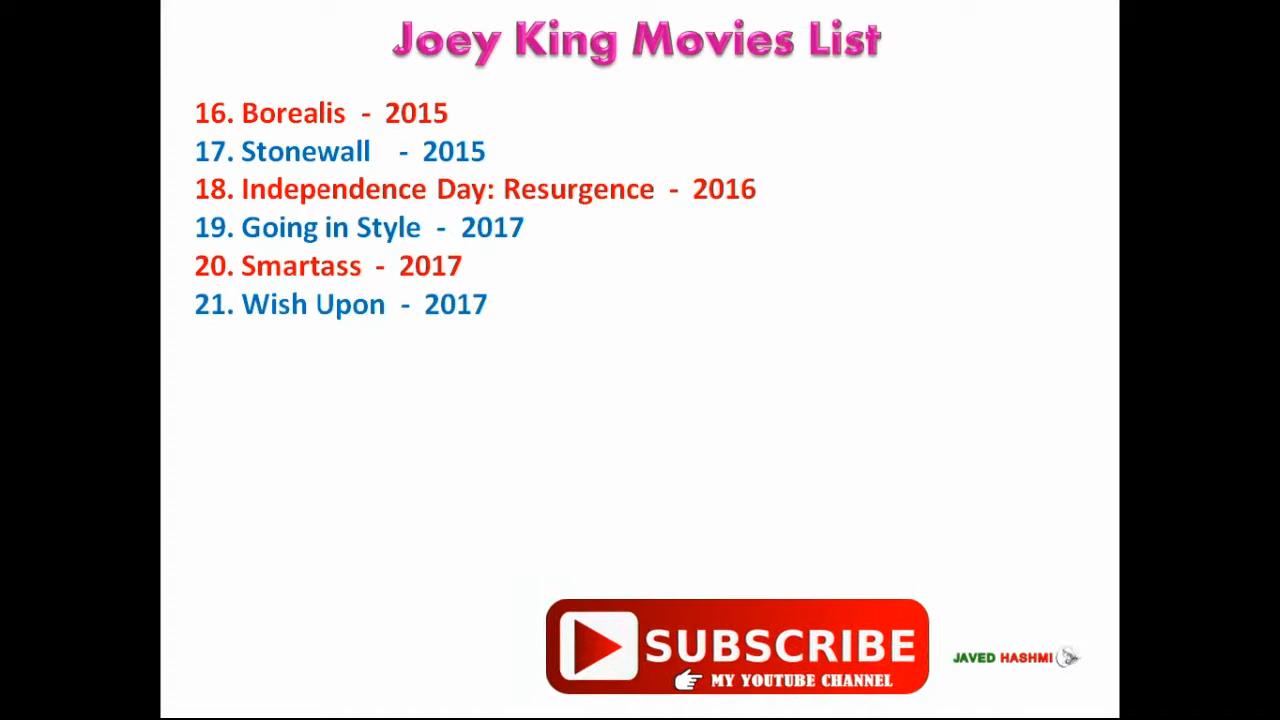 Joey King Movies List
16. Borealis - 2015
17. Stonewall - 2015
18. Independence Day: Resurgence - 2016
19. Going in Style - 2017
20. Smartass - 2017
21. Wish Upon - 2017
SUBSCRIBE
MY YOUTUBE CHANNEL
JAVED HASHMI